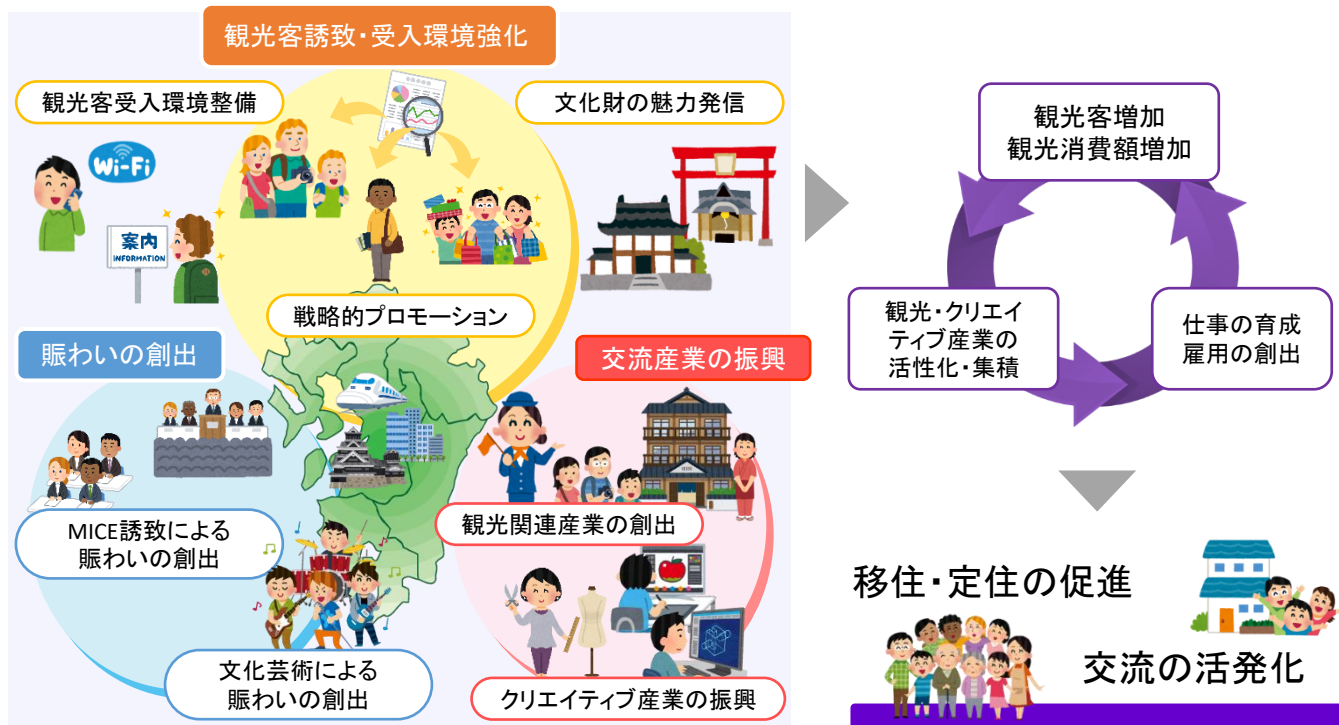 観光客誘致・受入環境強化
観光客受入環境整備
文化財の魅力発信
Wi-Fi
案内
INFORMATION
戦略的プロモーション
賑わいの創出
交流産業の振興
MICE誘致による
賑わいの創出
観光関連産業の創出
文化芸術による
賑わいの創出
クリエイティブ産業の振興
観光客増加
観光消費額増加
観光・クリエイ
ティブ産業の
活性化・集積
仕事の育成
雇用の創出
移住・定住の促進
交流の活発化